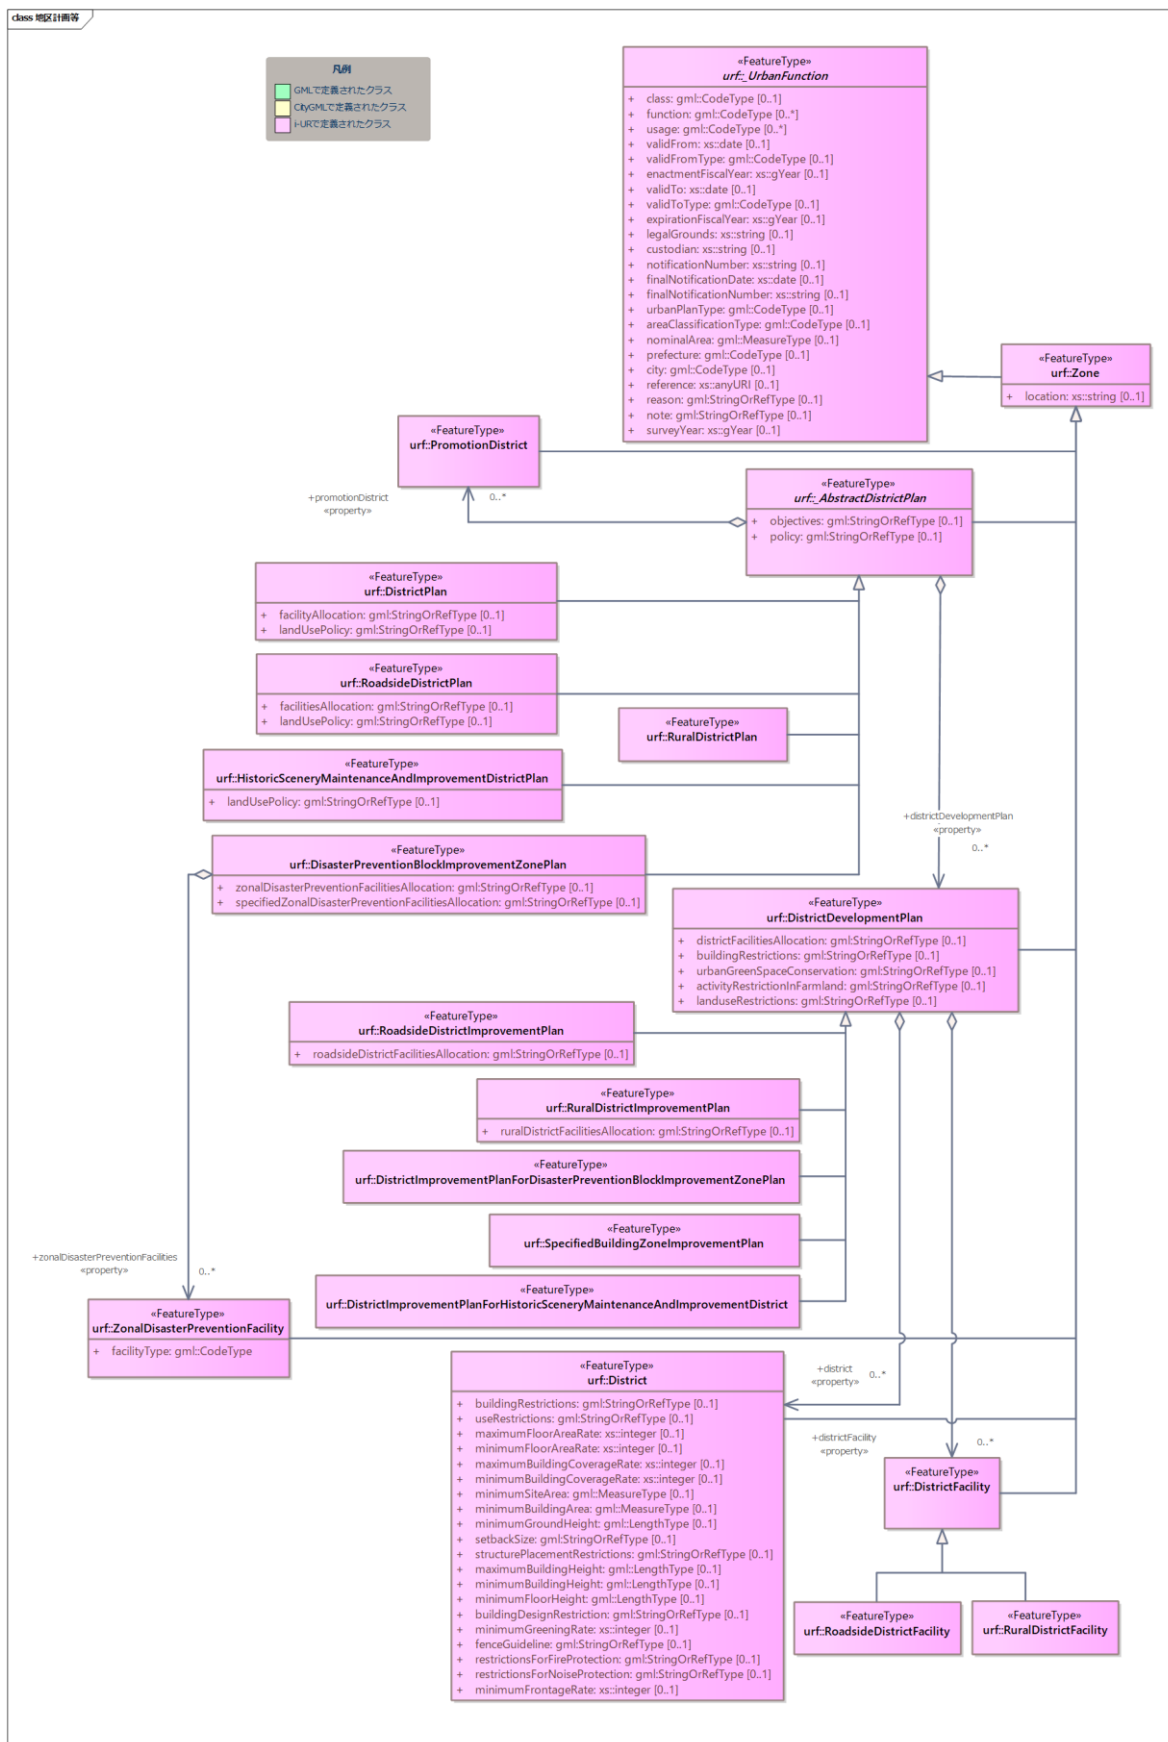 class 地区計画等
凡例
GMLで定義されたクラス
CityGMLで定義されたクラス
i-URで定義されたクラス
«FeatureType»
urf::_UrbanFunction
+ class: gml::CodeType [0..1]
+ function: gml::CodeType [0..*]
+ usage: gml::CodeType [0..*]
+ validFrom: xs::date [0..1]
+ validFromType: gml::CodeType [0..1]
+ enactmentFiscalYear: xs::gYear [0..1]
+ validTo: xs::date [0..1]
+ validToType: gml::CodeType [0..1]
+ expirationFiscalYear: xs::gYear [0..1]
+ legalGrounds: xs::string [0..1]
+ custodian: xs::string [0..1]
+ notificationNumber: xs::string [0..1]
+ finalNotificationDate: xs::date [0..1]
+ finalNotificationNumber: xs::string [0..1]
+ urbanPlanType: gml::CodeType [0..1]
+ areaClassificationType: gml::CodeType [0..1]
+ nominalArea: gml::MeasureType [0..1]
+ prefecture: gml::CodeType [0..1]
+ city: gml::CodeType [0..1]
+ reference: xs::anyURI [0..1]
+ reason: gml:StringOrRefType [0..1]
+ note: gml:StringOrRefType [0..1]
+ surveyYear: xs::gYear [0..1]
«FeatureType»
urf::Zone
+ location: xs::string [0..1]
«FeatureType»
urf::PromotionDistrict
+promotionDistrict
«property»
0..*
«FeatureType»
urf::_AbstractDistrictPlan
+ objectives: gml:StringOrRefType [0..1]
+ policy: gml:StringOrRefType [0..1]
«FeatureType»
urf::DistrictPlan
+ facilityAllocation: gml:StringOrRefType [0..1]
+ landUsePolicy: gml:StringOrRefType [0..1]
«FeatureType»
urf::RoadsideDistrictPlan
+ facilitiesAllocation: gml:StringOrRefType [0..1]
+ landUsePolicy: gml:StringOrRefType [0..1]
«FeatureType»
urf::RuralDistrictPlan
«FeatureType»
urf::HistoricSceneryMaintenanceAndImprovementDistrictPlan
+ landUsePolicy: gml:StringOrRefType [0..1]
+districtDevelopmentPlan
«property»
0..*
«FeatureType»
urf::DisasterPreventionBlockImprovementZonePlan
+ zonalDisasterPreventionFacilitiesAllocation: gml:StringOrRefType [0..1]
+ specifiedZonalDisasterPreventionFacilitiesAllocation: gml:StringOrRefType [0..1]
«FeatureType»
urf::DistrictDevelopmentPlan
+ districtFacilitiesAllocation: gml:StringOrRefType [0..1]
+ buildingRestrictions: gml:StringOrRefType [0..1]
+ urbanGreenSpaceConservation: gml:StringOrRefType [0..1]
+ activityRestrictionInFarmland: gml:StringOrRefType [0..1]
+ landuseRestrictions: gml:StringOrRefType [0..1]
«FeatureType»
urf::RoadsideDistrictImprovementPlan
+ roadsideDistrictFacilitiesAllocation: gml:StringOrRefType [0..1]
«FeatureType»
urf::RuralDistrictImprovementPlan
+ ruralDistrictFacilitiesAllocation: gml:StringOrRefType [0..1]
«FeatureType»
urf::DistrictImprovementPlanForDisasterPreventionBlockImprovementZonePlan
«FeatureType»
urf::SpecifiedBuildingZoneImprovementPlan
+zonalDisasterPreventionFacilities
«property»
0..*
«FeatureType»
urf::DistrictImprovementPlanForHistoricSceneryMaintenanceAndImprovementDistrict
«FeatureType»
urf::ZonalDisasterPreventionFacility
+ facilityType: gml::CodeType
+district
«property»
0..*
«FeatureType»
urf::District
+ buildingRestrictions: gml:StringOrRefType [0..1]
+ useRestrictions: gml:StringOrRefType [0..1]
+ maximumFloorAreaRate: xs::integer [0..1]
+ minimumFloorAreaRate: xs::integer [0..1]
+ maximumBuildingCoverageRate: xs::integer [0..1]
+ minimumBuildingCoverageRate: xs::integer [0..1]
+ minimumSiteArea: gml::MeasureType [0..1]
+ minimumBuildingArea: gml::MeasureType [0..1]
+ minimumGroundHeight: gml::LengthType [0..1]
+ setbackSize: gml:StringOrRefType [0..1]
+ structurePlacementRestrictions: gml:StringOrRefType [0..1]
+ maximumBuildingHeight: gml::LengthType [0..1]
+ minimumBuildingHeight: gml::LengthType [0..1]
+ minimumFloorHeight: gml::LengthType [0..1]
+ buildingDesignRestriction: gml:StringOrRefType [0..1]
+ minimumGreeningRate: xs::integer [0..1]
+ fenceGuideline: gml:StringOrRefType [0..1]
+ restrictionsForFireProtection: gml:StringOrRefType [0..1]
+ restrictionsForNoiseProtection: gml:StringOrRefType [0..1]
+ minimumFrontageRate: xs::integer [0..1]
+districtFacility
«property»
0..*
«FeatureType»
urf::DistrictFacility
«FeatureType»
urf::RoadsideDistrictFacility
«FeatureType»
urf::RuralDistrictFacility